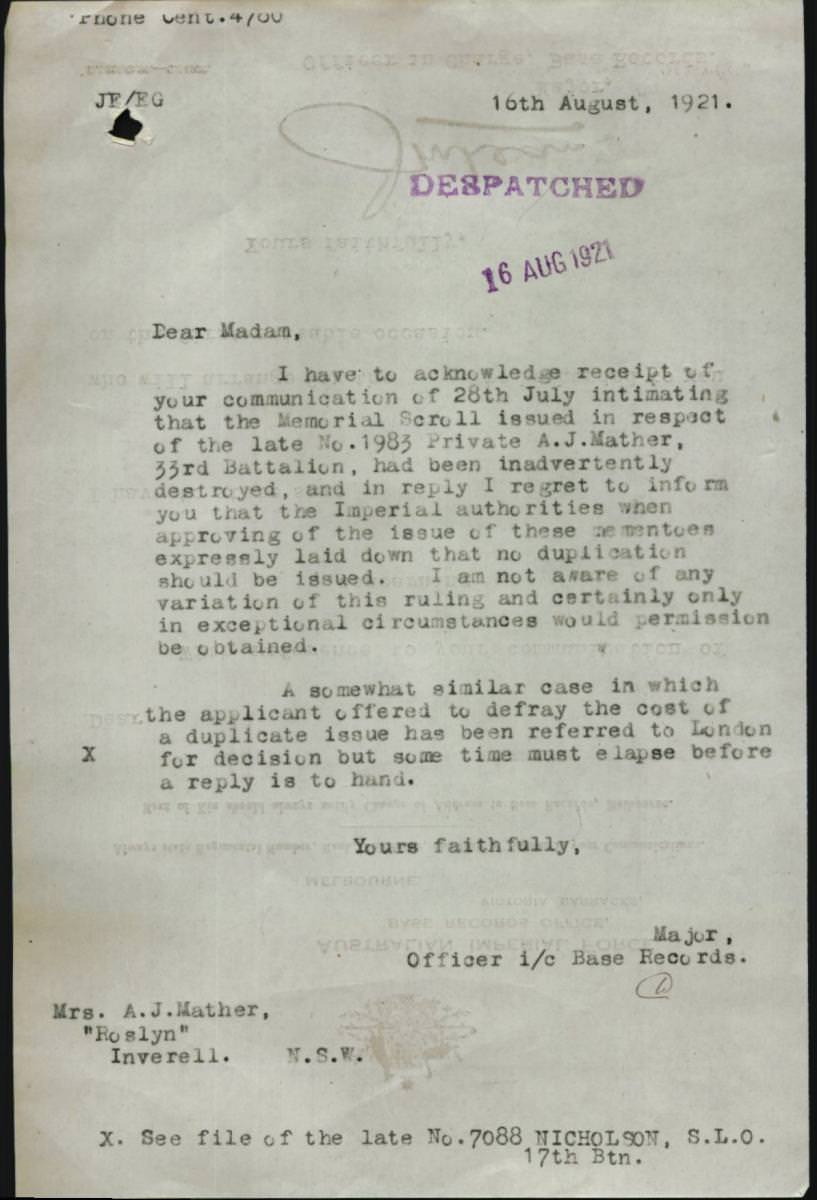 'Phone Cent.4760
JF/EG
16th August, 1921.
DESPATCHED
16 AUG 1921
Dear Madam,
I have to acknowledge receipt of
your communication of 28th July intimating
that the Memorial Scroll issued in respect
of the late No.1983 Private A.J.Mather,
33rd Battalion, had been inadvertently
destroyed, and in reply I regret to inform
you that the Imperial authorities when
approving of the issue of these mementoes
expressly laid down that no duplication
should be issued. I am not aware of any
variation of this ruling and certainly only
in exceptional circumstances would permission
be obtained.
A somewhat similar case in which
the applicant offered to defray the cost of
a duplicate issue has been referred to London
X for decision but some time must elapse before
a reply is to hand.
Yours faithfully,
Major,
Officer i/c Base Records.
Mrs. A.J.Mather,
"Roslyn"
Inverell. N.S.W.
X. See file of the late No.7088 NICHOLSON, S.L.O.
17th Btn.